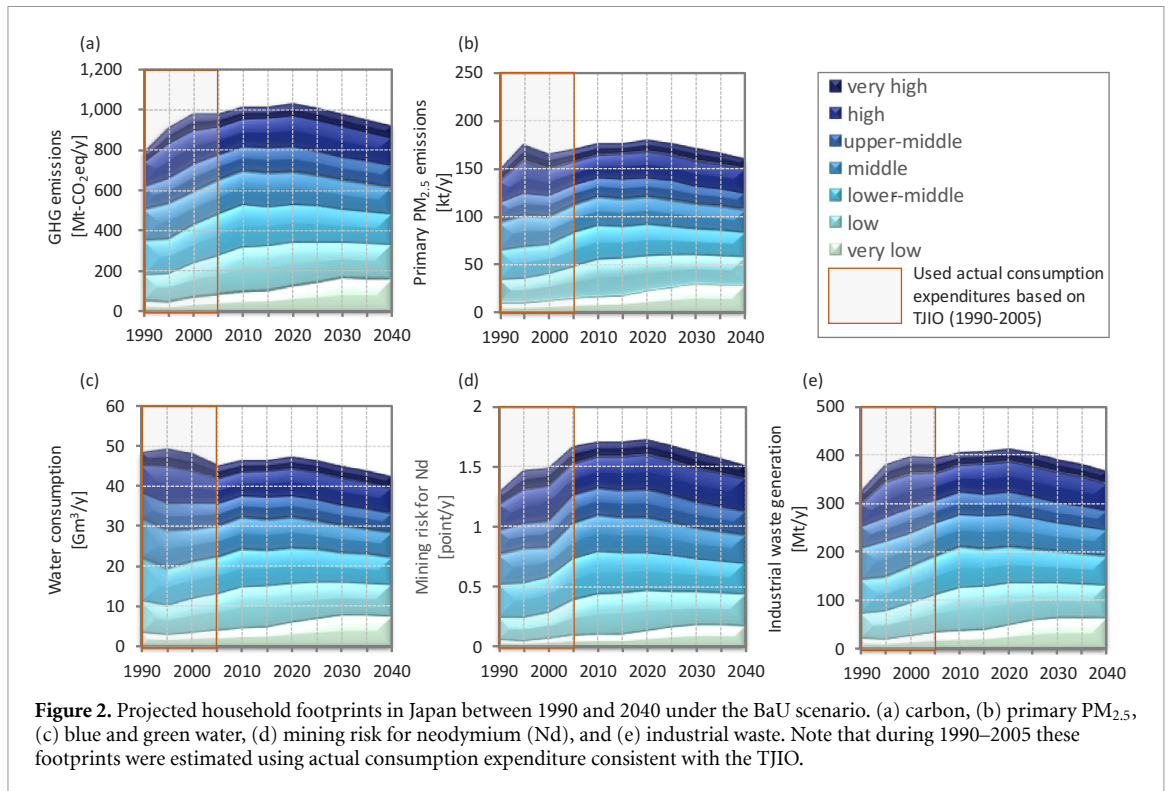 (a)
1,200
1,000
800
600
400
200
0
GHG emissions
[Mt-CO₂eq/y]
1990 2000 2010 2020 2030 2040
(b)
250
200
150
100
50
0
Primary PM₂.₅ emissions
[kt/y]
1990 2000 2010 2020 2030 2040
very high
high
upper-middle
middle
lower-middle
low
very low
Used actual consumption
expenditures based on
TJIO (1990-2005)
(c)
60
50
40
30
20
10
0
Water consumption
[Gm³/y]
1990 2000 2010 2020 2030 2040
(d)
2
1.5
1
0.5
0
Mining risk for Nd
[point/y]
1990 2000 2010 2020 2030 2040
(e)
500
400
300
200
100
0
Industrial waste generation
[Mt/y]
1990 2000 2010 2020 2030 2040
Figure 2. Projected household footprints in Japan between 1990 and 2040 under the BaU scenario. (a) carbon, (b) primary PM₂.₅,
(c) blue and green water, (d) mining risk for neodymium (Nd), and (e) industrial waste. Note that during 1990–2005 these
footprints were estimated using actual consumption expenditure consistent with the TJIO.